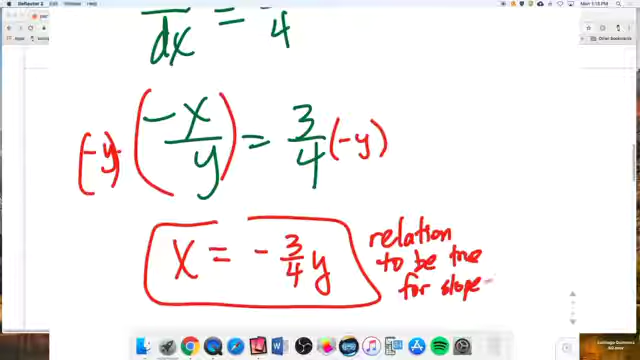 dx = 4
(-y) (-x/y) = 3/4 (-y)
x = - 3/4 y
relation
to be true
for slope